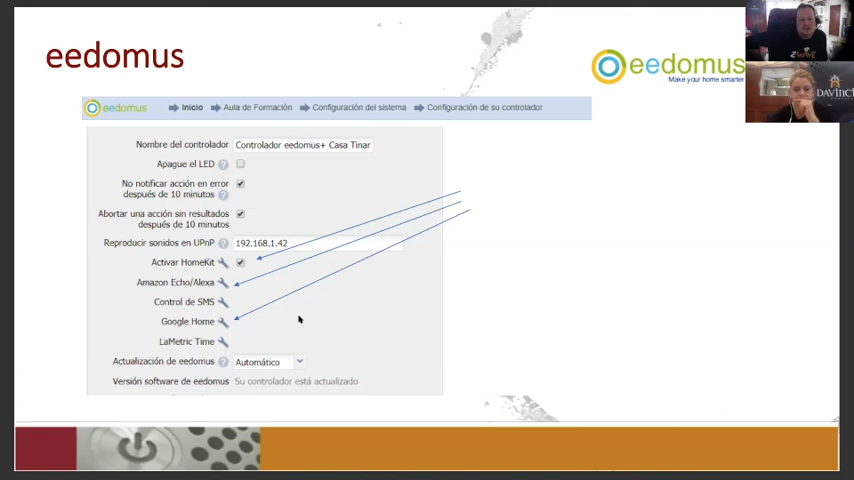 eedomus
eedomus
Make your home smarter
eedomus Inicio Aula de Formación Configuración del sistema Configuración de su controlador
Nombre del controlador Controlador eedomus+ Casa Tinar
Apague el LED ?
No notificar acción en error
después de 10 minutos ?
Abortar una acción sin resultados
después de 10 minutos
Reproducir sonidos en UPnP ? 192.168.1.42
Activar HomeKit
Amazon Echo/Alexa
Control de SMS
Google Home
LaMetric Time
Actualización de eedomus ? Automático
Versión software de eedomus Su controlador está actualizado
Z-WAVE
DAVINCI